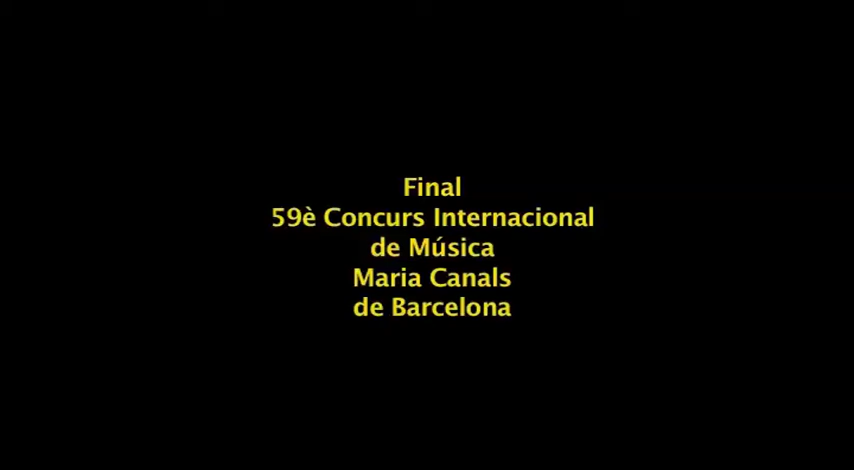 Final
59è Concurs Internacional
de Música
Maria Canals
de Barcelona